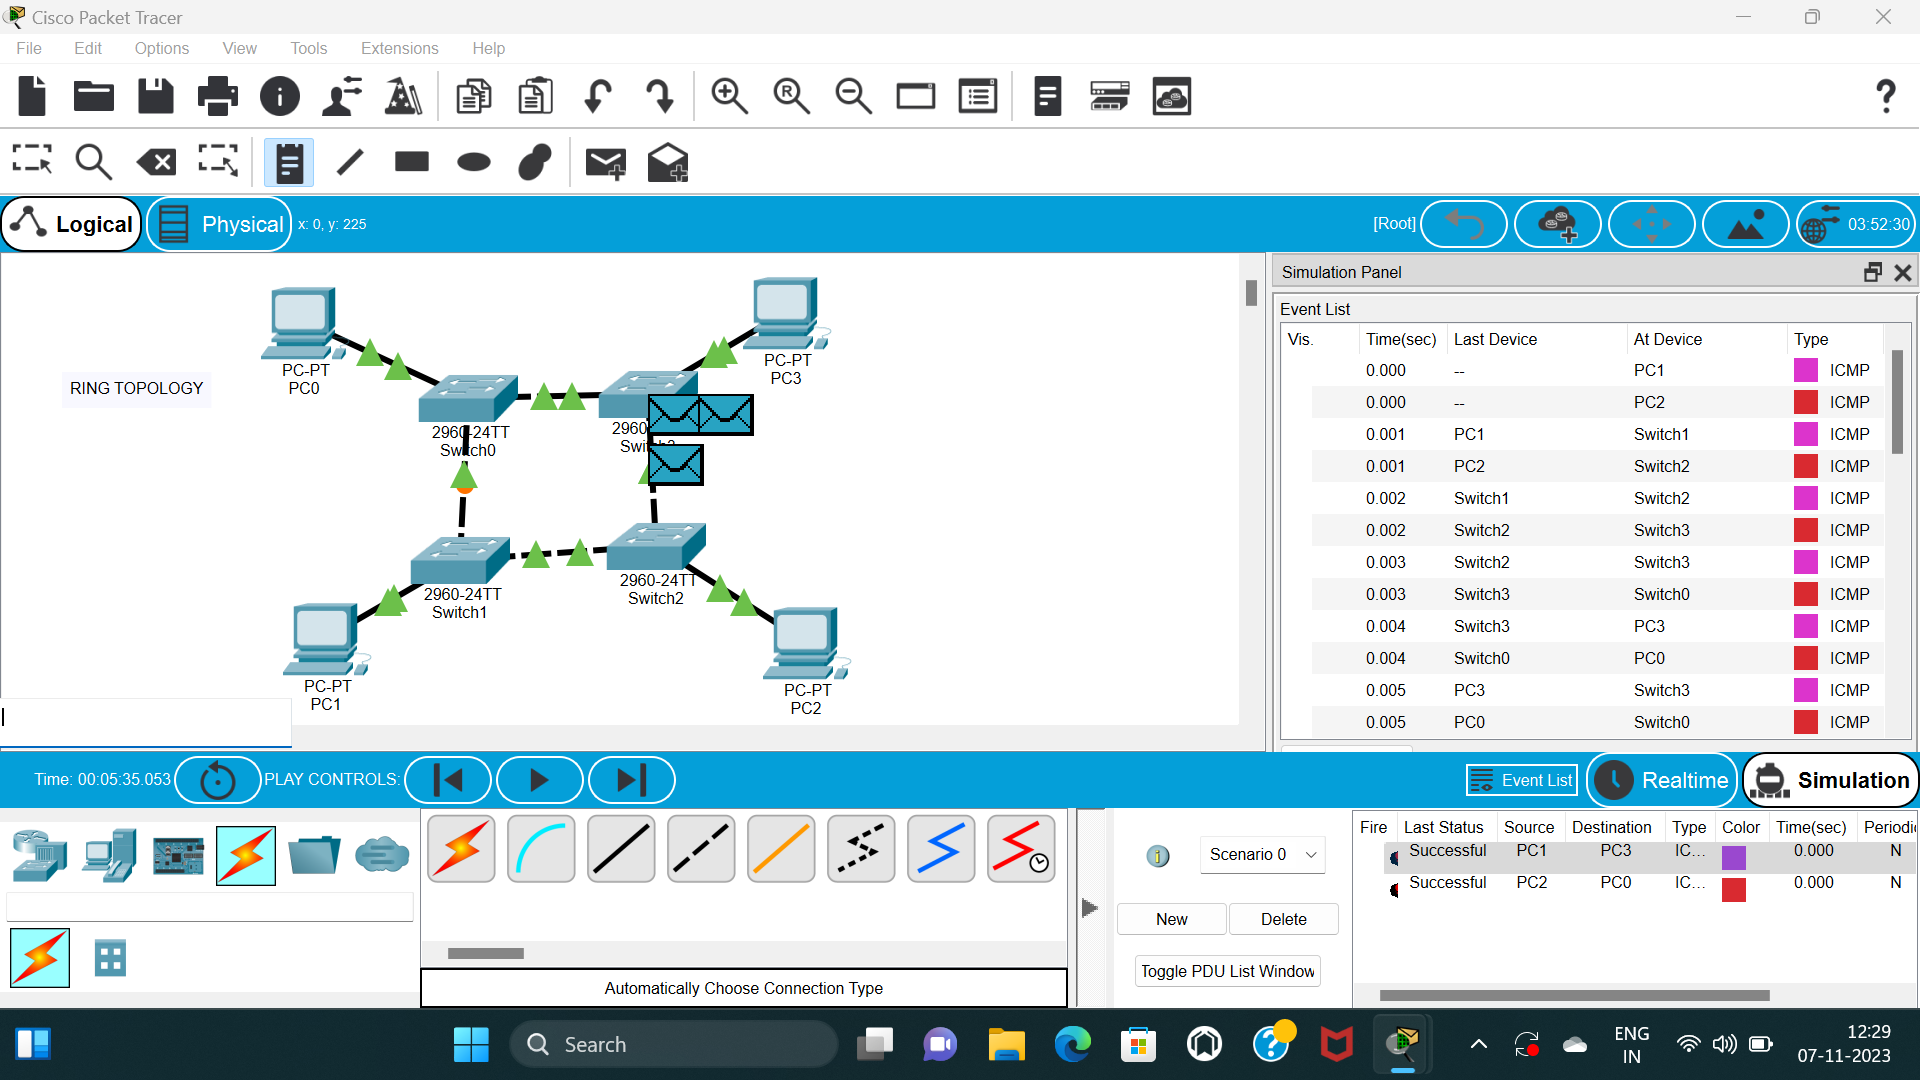 Cisco Packet Tracer
File Edit Options View Tools Extensions Help
Logical Physical x: 0, y: 225 [Root] 03:52:30
Simulation Panel
Event List
Vis. Time(sec) Last Device At Device Type
0.000 -- PC1 ICMP
0.000 -- PC2 ICMP
0.001 PC1 Switch1 ICMP
0.001 PC2 Switch2 ICMP
0.002 Switch1 Switch2 ICMP
0.002 Switch2 Switch3 ICMP
0.003 Switch2 Switch3 ICMP
0.003 Switch3 Switch0 ICMP
0.004 Switch3 PC3 ICMP
0.004 Switch0 PC0 ICMP
0.005 PC3 Switch3 ICMP
0.005 PC0 Switch0 ICMP
PC-PT
PC0
PC-PT
PC3
RING TOPOLOGY
2960-24TT
Switch0
2960
2960-24TT
Switch1
2960-24TT
Switch2
PC-PT
PC1
PC-PT
PC2
Time: 00:05:35.053 PLAY CONTROLS: Event List Realtime Simulation
Scenario 0
New Delete
Toggle PDU List Window
Fire Last Status Source Destination Type Color Time(sec) Periodi
Successful PC1 PC3 IC... 0.000 N
Successful PC2 PC0 IC... 0.000 N
Automatically Choose Connection Type
Search
ENG
IN
12:29
07-11-2023